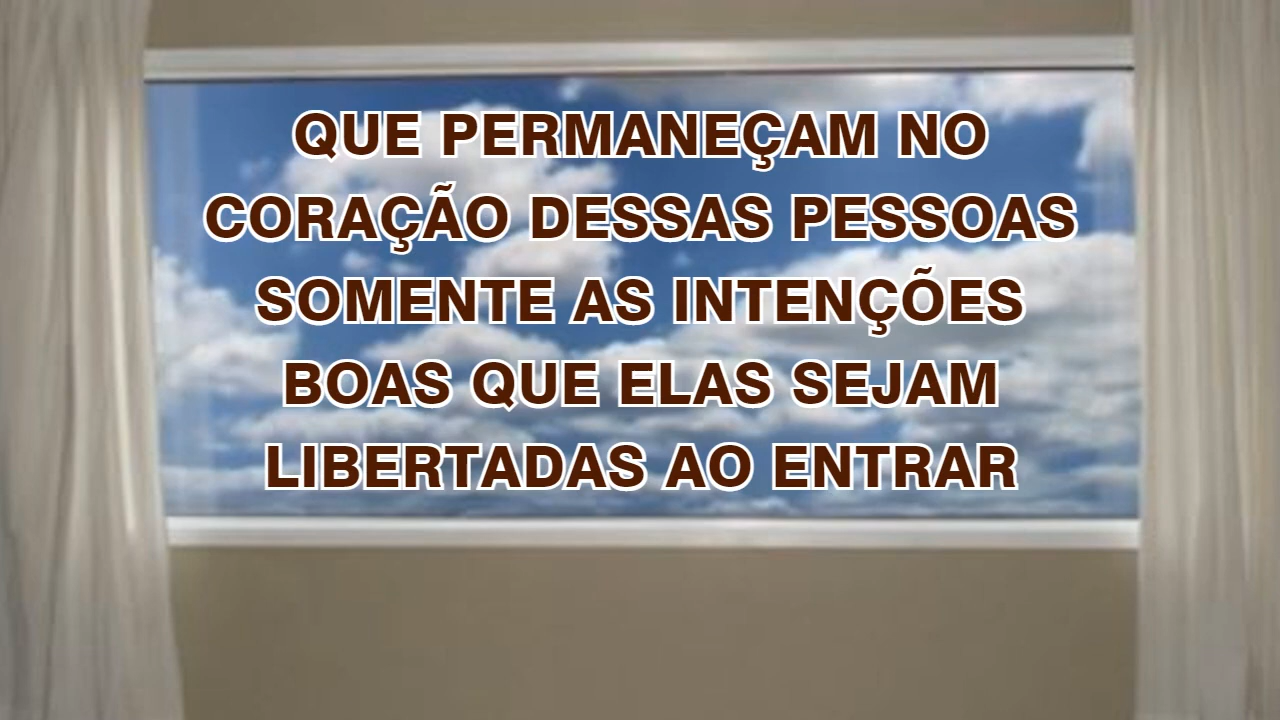 QUE PERMANEÇAM NO
CORAÇÃO DESSAS PESSOAS
SOMENTE AS INTENÇÕES
BOAS QUE ELAS SEJAM
LIBERTADAS AO ENTRAR